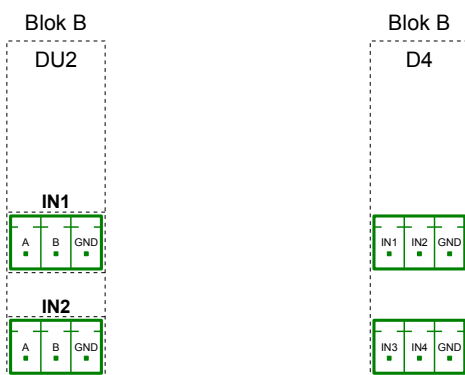 Blok B
DU2
IN1
A B GND
IN2
A B GND
Blok B
D4
IN1 IN2 GND
IN3 IN4 GND